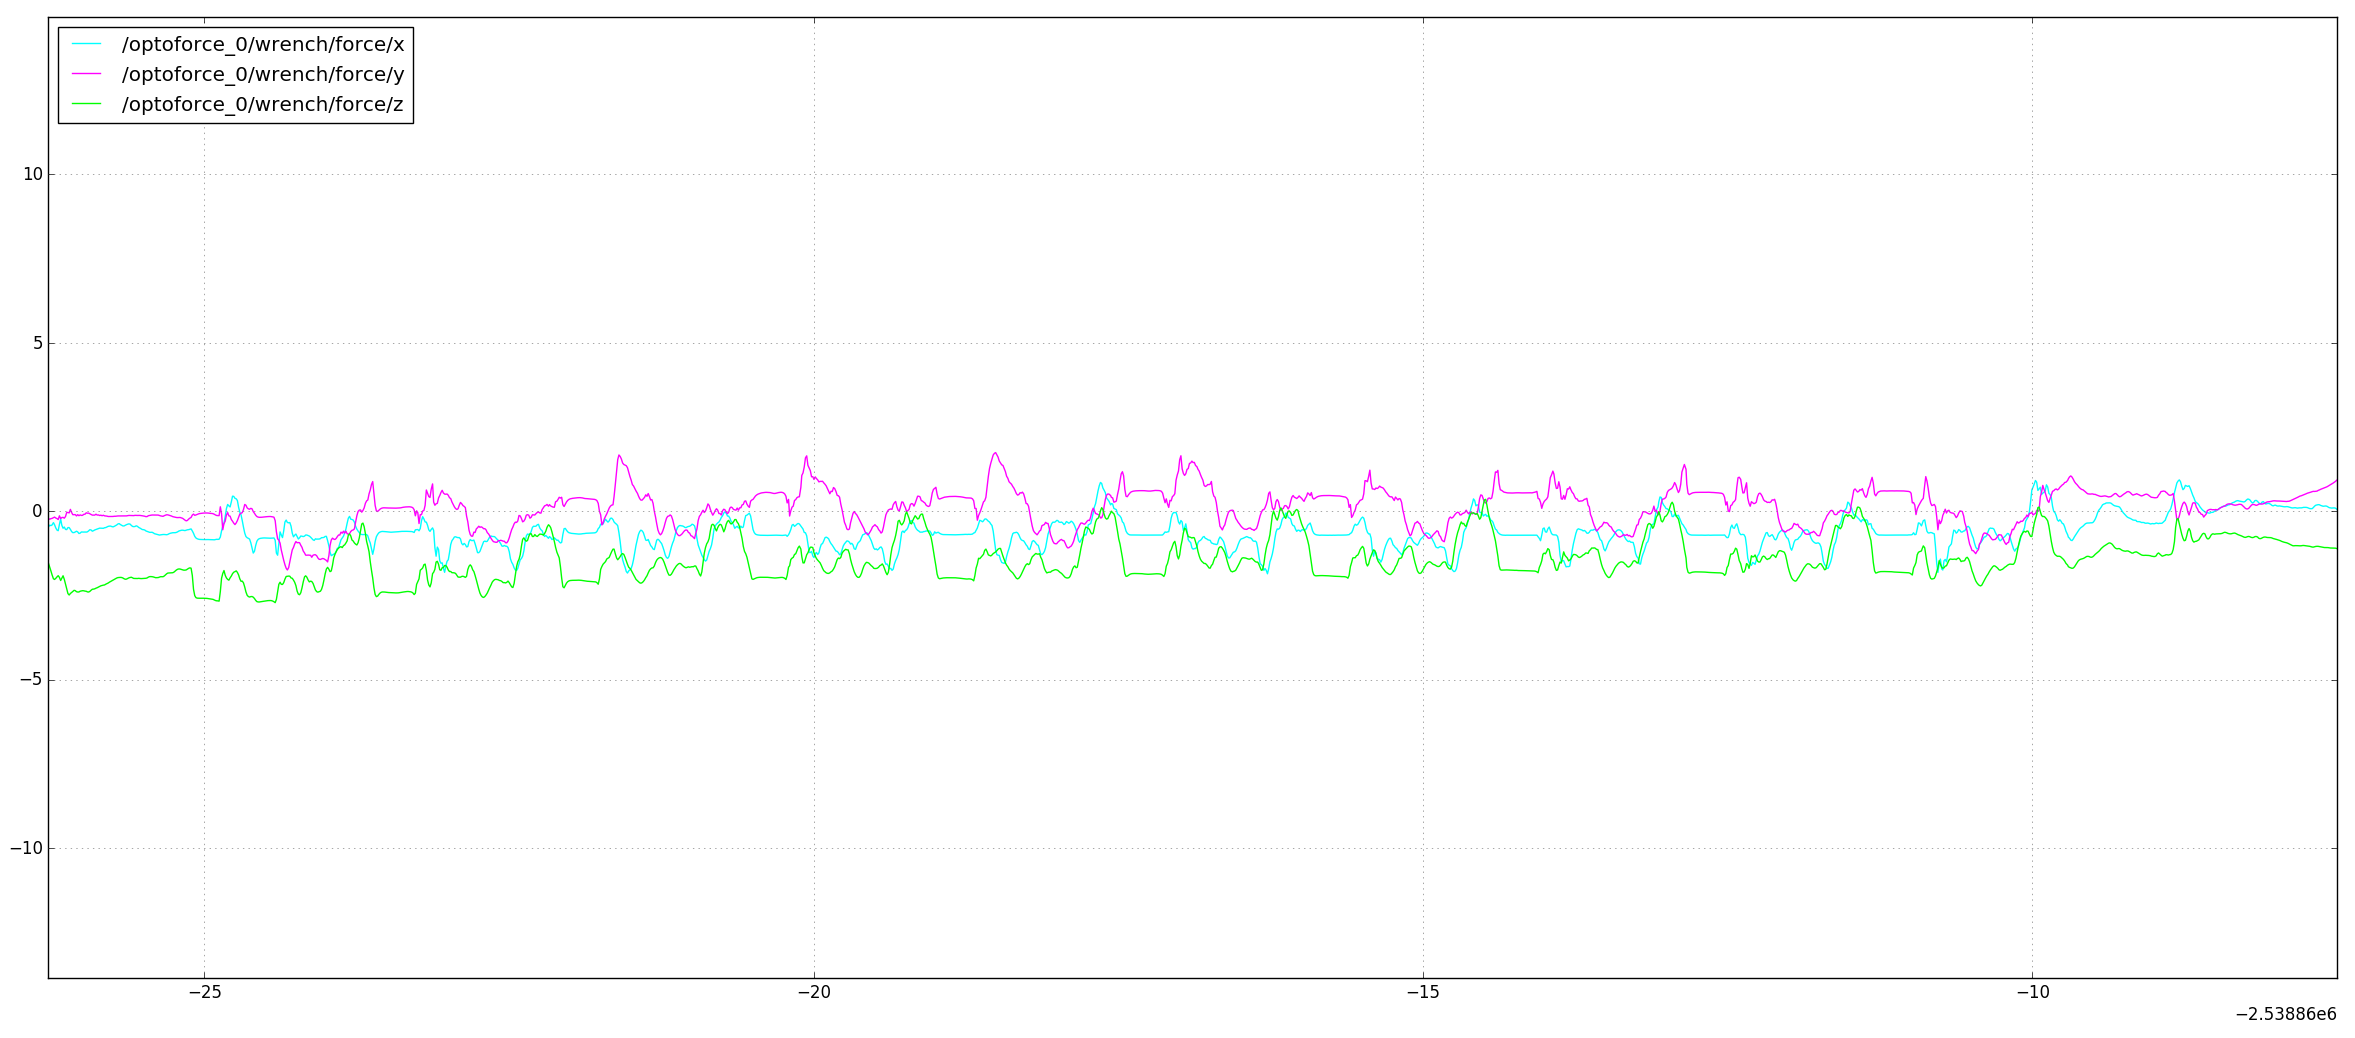 /optoforce_0/wrench/force/x
/optoforce_0/wrench/force/y
/optoforce_0/wrench/force/z
10
5
0
−5
−10
−25
−20
−15
−10
−2.53886e6